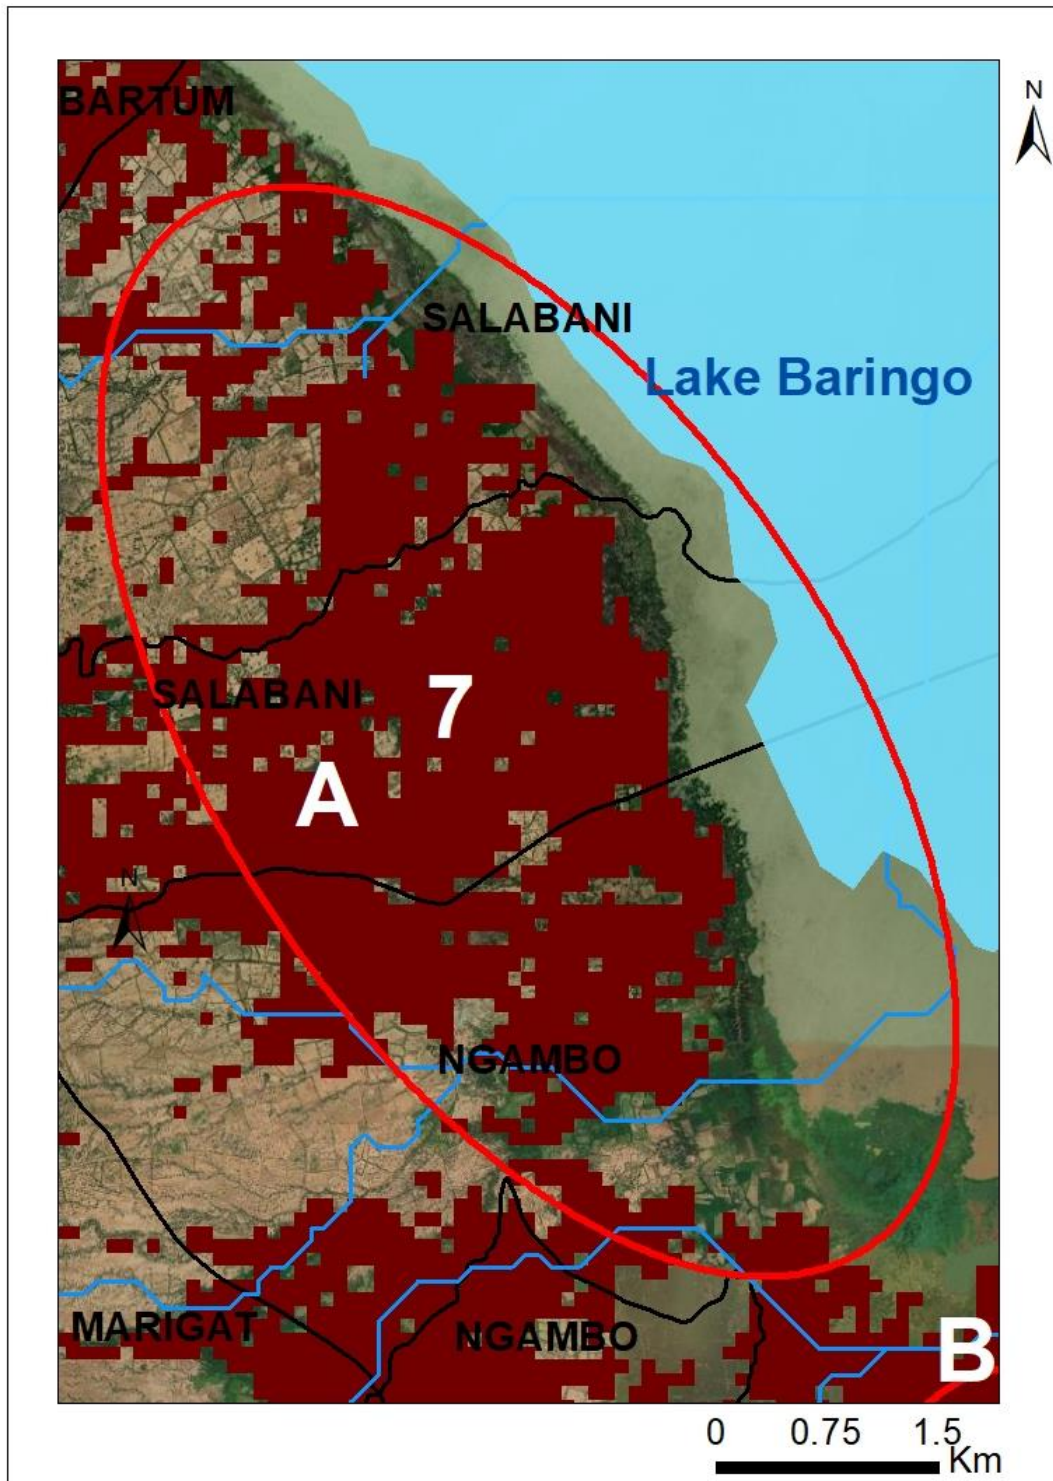 N
BARTUM
SALABANI
Lake Baringo
7
SALABANI
A
N
NGAMBO
MARIGAT
NGAMBO
B
0 0.75 1.5
Km